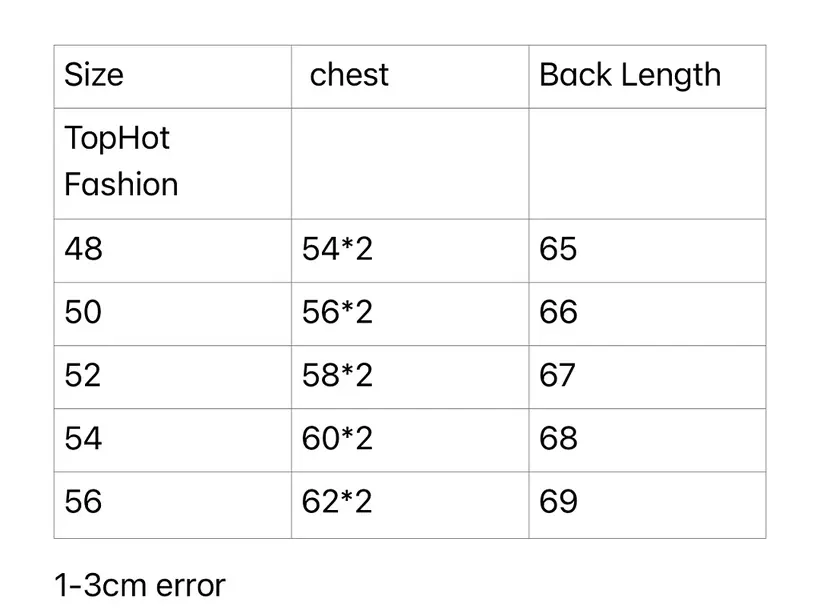 Size chest Back Length
TopHot
Fashion
48 54*2 65
50 56*2 66
52 58*2 67
54 60*2 68
56 62*2 69
1-3cm error